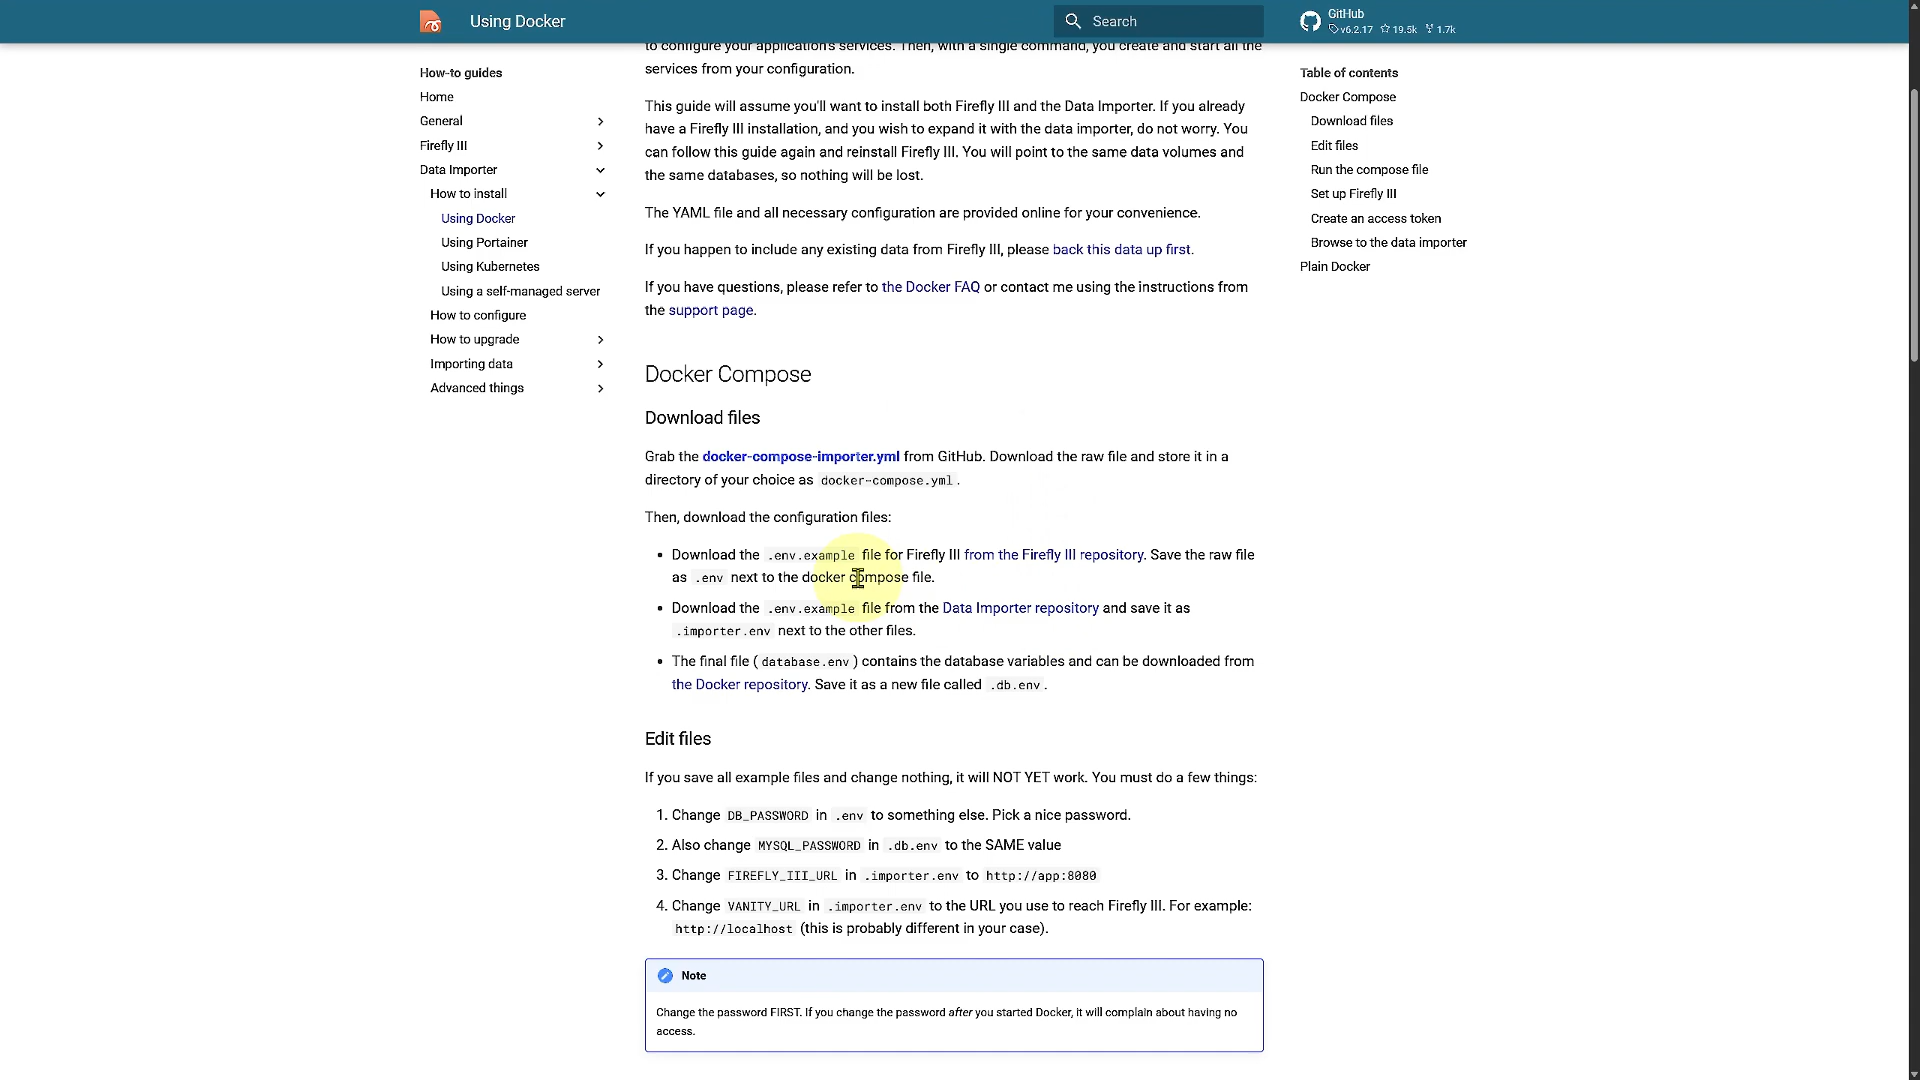 Using Docker
Search
GitHub
v6.2.17 19.5k 1.7k
How-to guides
Home
General
Firefly III
Data Importer
How to install
Using Docker
Using Portainer
Using Kubernetes
Using a self-managed server
How to configure
How to upgrade
Importing data
Advanced things
to configure your application's services. Then, with a single command, you create and start all the
services from your configuration.
This guide will assume you'll want to install both Firefly III and the Data Importer. If you already
have a Firefly III installation, and you wish to expand it with the data importer, do not worry. You
can follow this guide again and reinstall Firefly III. You will point to the same data volumes and
the same databases, so nothing will be lost.
The YAML file and all necessary configuration are provided online for your convenience.
If you happen to include any existing data from Firefly III, please back this data up first.
If you have questions, please refer to the Docker FAQ or contact me using the instructions from
the support page.
Docker Compose
Download files
Grab the docker-compose-importer.yml from GitHub. Download the raw file and store it in a
directory of your choice as docker-compose.yml.
Then, download the configuration files:
• Download the .env.example file for Firefly III from the Firefly III repository. Save the raw file
as .env next to the docker compose file.
• Download the .env.example file from the Data Importer repository and save it as
.importer.env next to the other files.
• The final file (database.env) contains the database variables and can be downloaded from
the Docker repository. Save it as a new file called .db.env.
Edit files
If you save all example files and change nothing, it will NOT YET work. You must do a few things:
1. Change DB_PASSWORD in .env to something else. Pick a nice password.
2. Also change MYSQL_PASSWORD in .db.env to the SAME value
3. Change FIREFLY_III_URL in .importer.env to http://app:8080
4. Change VANITY_URL in .importer.env to the URL you use to reach Firefly III. For example:
http://localhost (this is probably different in your case).
Note
Change the password FIRST. If you change the password after you started Docker, it will complain about having no
access.
Table of contents
Docker Compose
Download files
Edit files
Run the compose file
Set up Firefly III
Create an access token
Browse to the data importer
Plain Docker